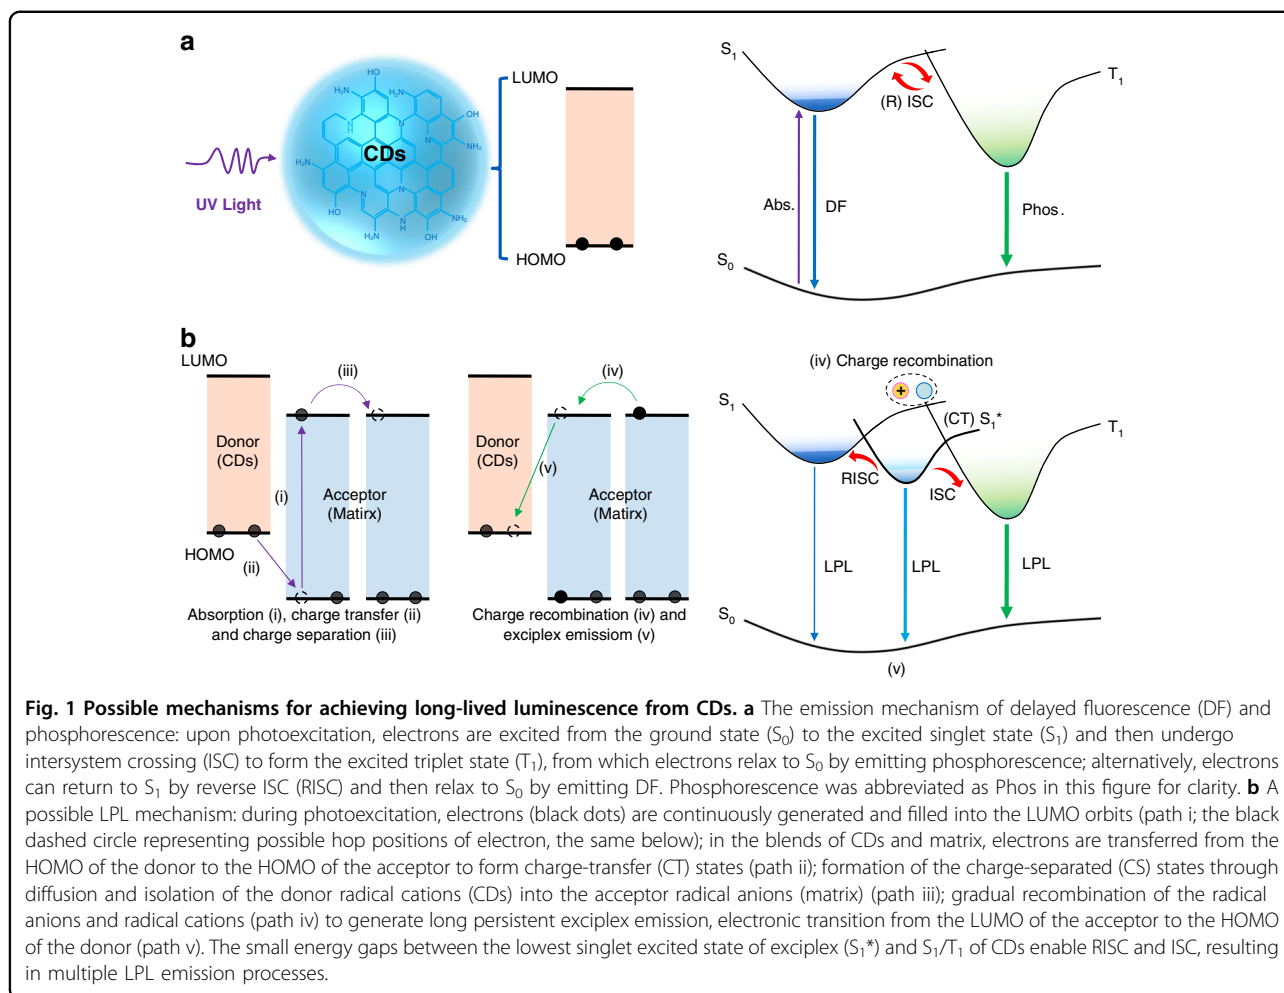 a
UV Light
HO
H₂N
H₂N
OH
N
H
N
N
NH₂
CDs
H₂N
N
N
HO
NH₂
H₂N
N
H
OH
LUMO
HOMO
S₁
T₁
(R) ISC
Abs.
DF
Phos.
S₀
b
LUMO
Donor
(CDs)
HOMO
(i)
(ii)
(iii)
Acceptor
(Matirx)
Absorption (i), charge transfer (ii)
and charge separation (iii)
Donor
(CDs)
(iv)
(v)
Acceptor
(Matirx)
Charge recombination (iv) and
exciplex emissiom (v)
(iv) Charge recombination
+
S₁
(CT) S₁*
T₁
RISC
ISC
LPL
LPL
LPL
S₀
(v)
Fig. 1 Possible mechanisms for achieving long-lived luminescence from CDs. a The emission mechanism of delayed fluorescence (DF) and
phosphorescence: upon photoexcitation, electrons are excited from the ground state (S₀) to the excited singlet state (S₁) and then undergo
intersystem crossing (ISC) to form the excited triplet state (T₁), from which electrons relax to S₀ by emitting phosphorescence; alternatively, electrons
can return to S₁ by reverse ISC (RISC) and then relax to S₀ by emitting DF. Phosphorescence was abbreviated as Phos in this figure for clarity. b A
possible LPL mechanism: during photoexcitation, electrons (black dots) are continuously generated and filled into the LUMO orbits (path i; the black
dashed circle representing possible hop positions of electron, the same below); in the blends of CDs and matrix, electrons are transferred from the
HOMO of the donor to the HOMO of the acceptor to form charge-transfer (CT) states (path ii); formation of the charge-separated (CS) states through
diffusion and isolation of the donor radical cations (CDs) into the acceptor radical anions (matrix) (path iii); gradual recombination of the radical
anions and radical cations (path iv) to generate long persistent exciplex emission, electronic transition from the LUMO of the acceptor to the HOMO
of the donor (path v). The small energy gaps between the lowest singlet excited state of exciplex (S₁*) and S₁/T₁ of CDs enable RISC and ISC, resulting
in multiple LPL emission processes.